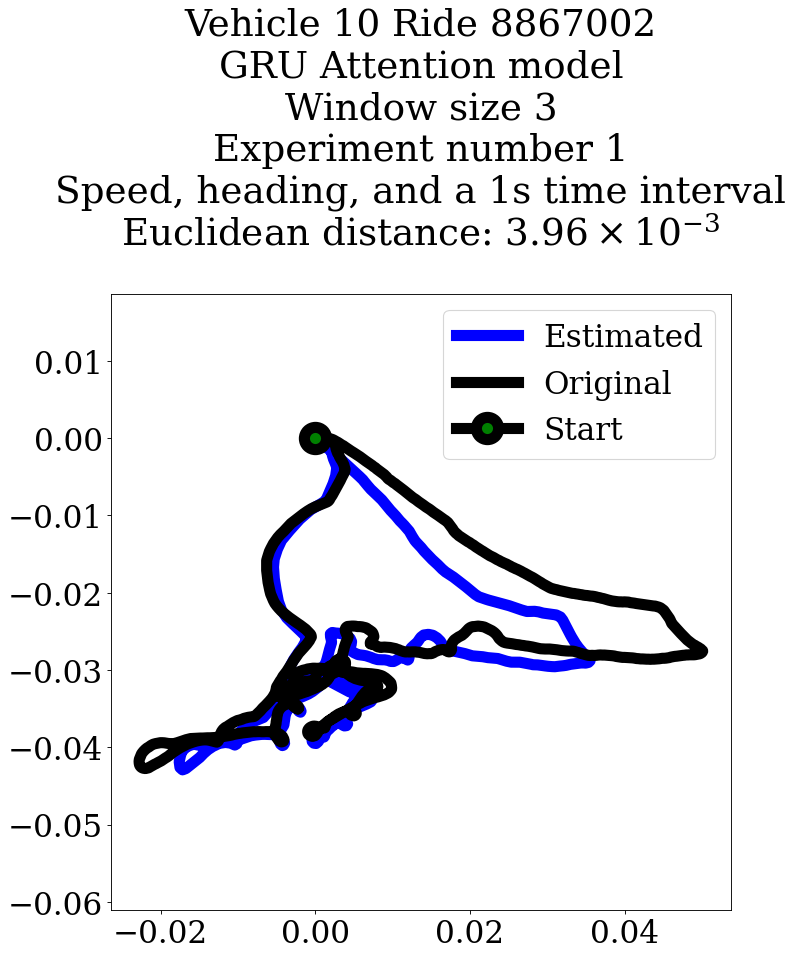 Vehicle 10 Ride 8867002
GRU Attention model
Window size 3
Experiment number 1
Speed, heading, and a 1s time interval
Euclidean distance: 3.96 × 10⁻³
Estimated
Original
Start
0.01
0.00
−0.01
−0.02
−0.03
−0.04
−0.05
−0.06
−0.02
0.00
0.02
0.04